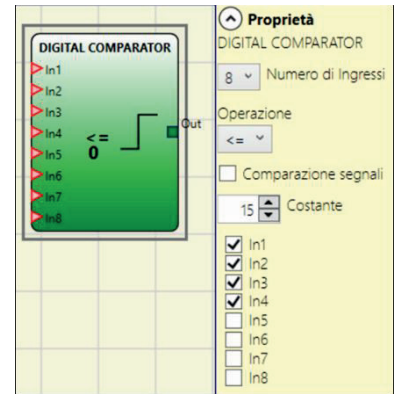 DIGITAL COMPARATOR
In1
In2
In3
In4
In5
In6
In7
In8
<=
0
Out
Proprietà
DIGITAL COMPARATOR
8 Numero di Ingressi
Operazione
<=
Comparazione segnali
15 Costante
In1
In2
In3
In4
In5
In6
In7
In8